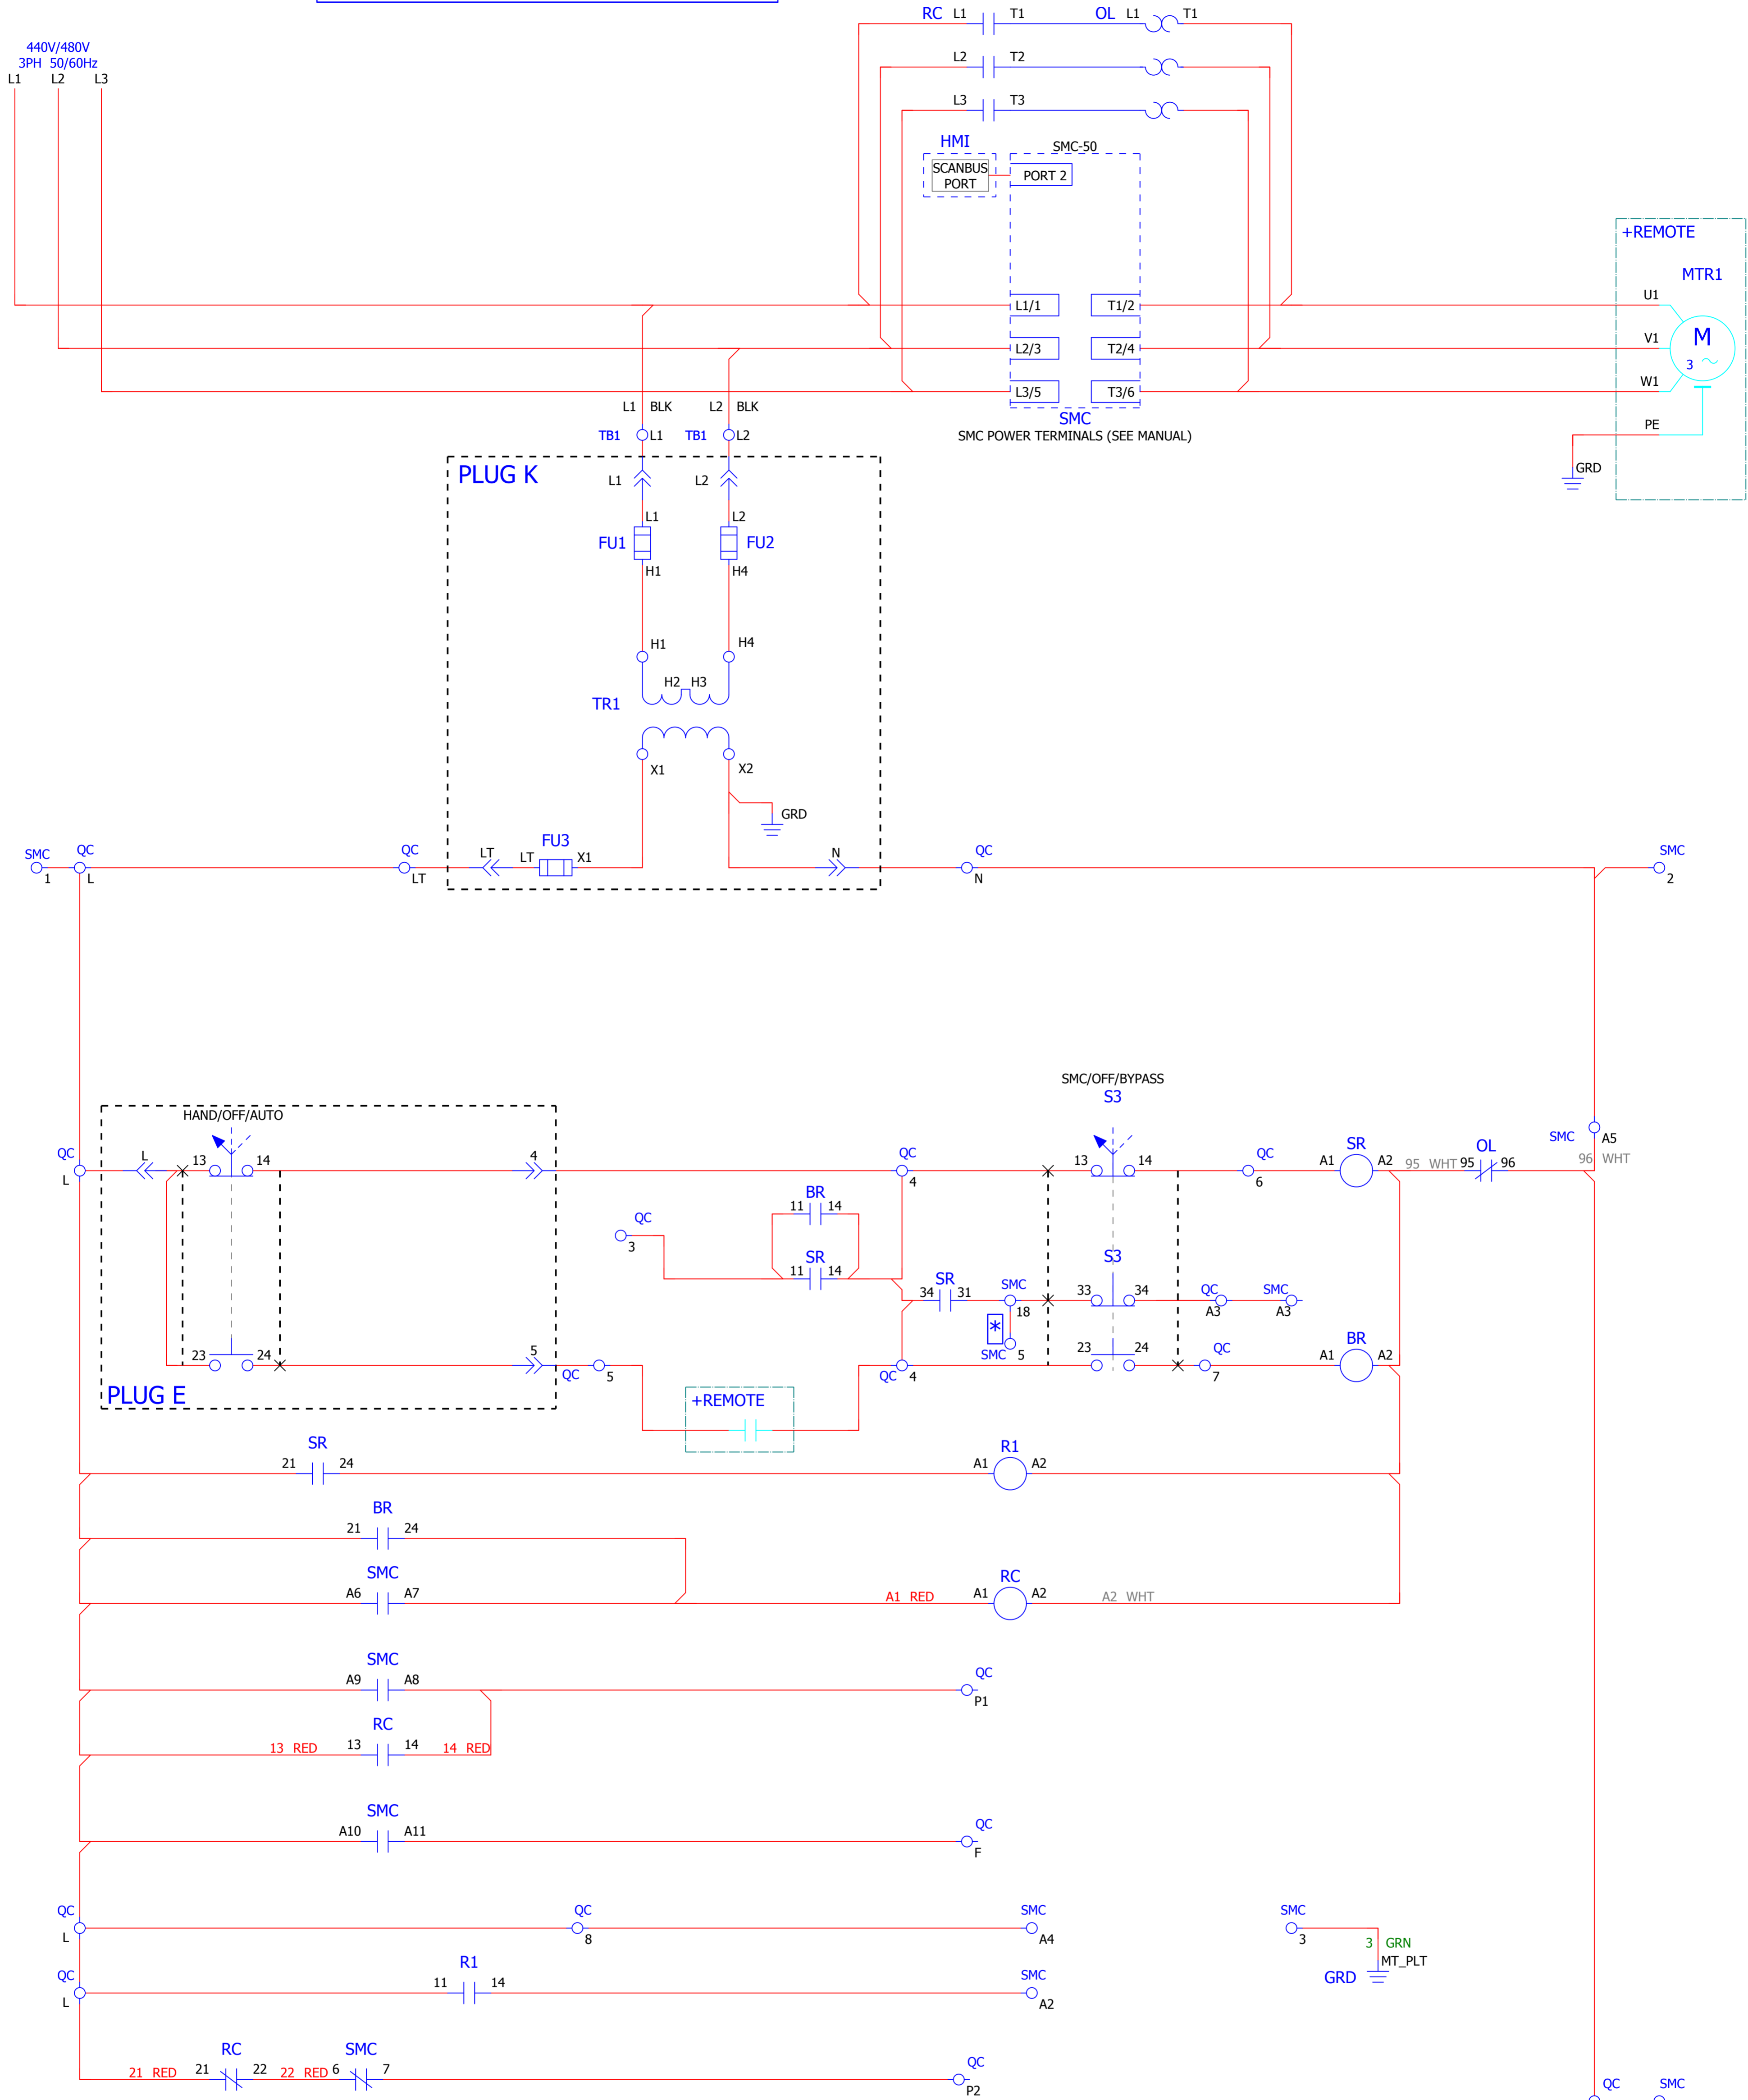 RC L1 T1 OL L1 T1
440V/480V
3PH 50/60Hz
L1 L2 L3
L2 T2
L3 T3
HMI
SMC-50
SCANBUS
PORT
PORT 2
+REMOTE
MTR1
L1/1 T1/2 U1
L2/3 T2/4 V1
M
3
L3/5 T3/6 W1
L1 BLK L2 BLK
SMC
SMC POWER TERMINALS (SEE MANUAL)
PE
GRD
TB1 L1 TB1 L2
PLUG K
L1 L2
L1 L2
FU1 FU2
H1 H4
H1 H4
H2 H3
TR1
X1 X2
GRD
SMC QC QC FU3 N QC SMC
LT LT X1
1 L LT N 2
SMC/OFF/BYPASS
S3
HAND/OFF/AUTO
SMC A5
QC L 13 14 4 QC 13 14 QC SR OL
A1 A2 95 WHT 95 96 96 WHT
L 4 6
BR
11 14
QC
3
SR
11 14
S3
SR
34 31 SMC 33 34 QC SMC
18 A3 A3
*
SMC 5
23 24 5 23 24 QC BR
A1 A2
QC 5 QC 4 7
PLUG E
+REMOTE
SR
21 24
R1
A1 A2
BR
21 24
SMC
A6 A7
RC
A1 RED A1 A2 A2 WHT
SMC
A9 A8
QC
P1
RC
13 RED 13 14 14 RED
SMC
A10 A11
QC
F
QC QC SMC SMC
L 8 A4 3
3 GRN
MT_PLT
GRD
QC R1 SMC
11 14
L A2
RC SMC
21 RED 21 22 22 RED 6 7
QC
P2
QC SMC